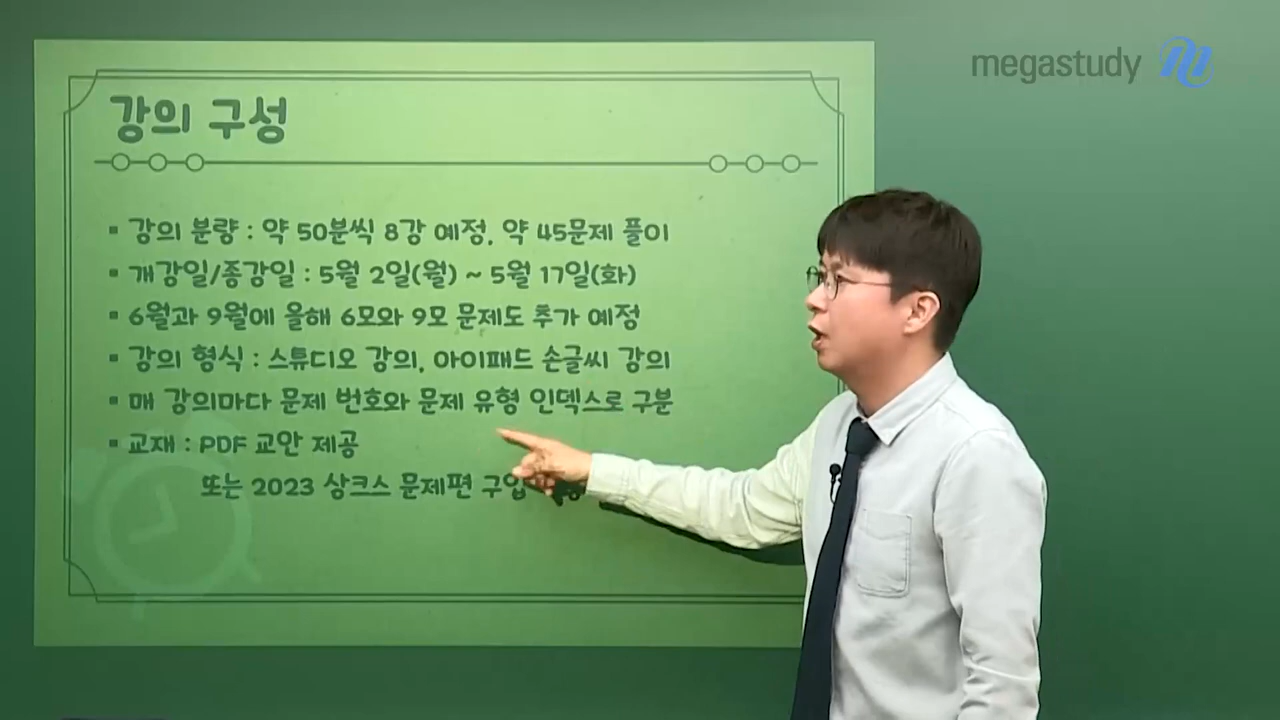 megastudy
강의 구성
▪ 강의 분량 : 약 50분씩 8강 예정, 약 45문제 풀이
▪ 개강일/종강일 : 5월 2일(월) ~ 5월 17일(화)
▪ 6월과 9월에 올해 6모와 9모 문제도 추가 예정
▪ 강의 형식 : 스튜디오 강의, 아이패드 손글씨 강의
▪ 매 강의마다 문제 번호와 문제 유형 인덱스로 구분
▪ 교재 : PDF 교안 제공
또는 2023 상크스 문제편 구입